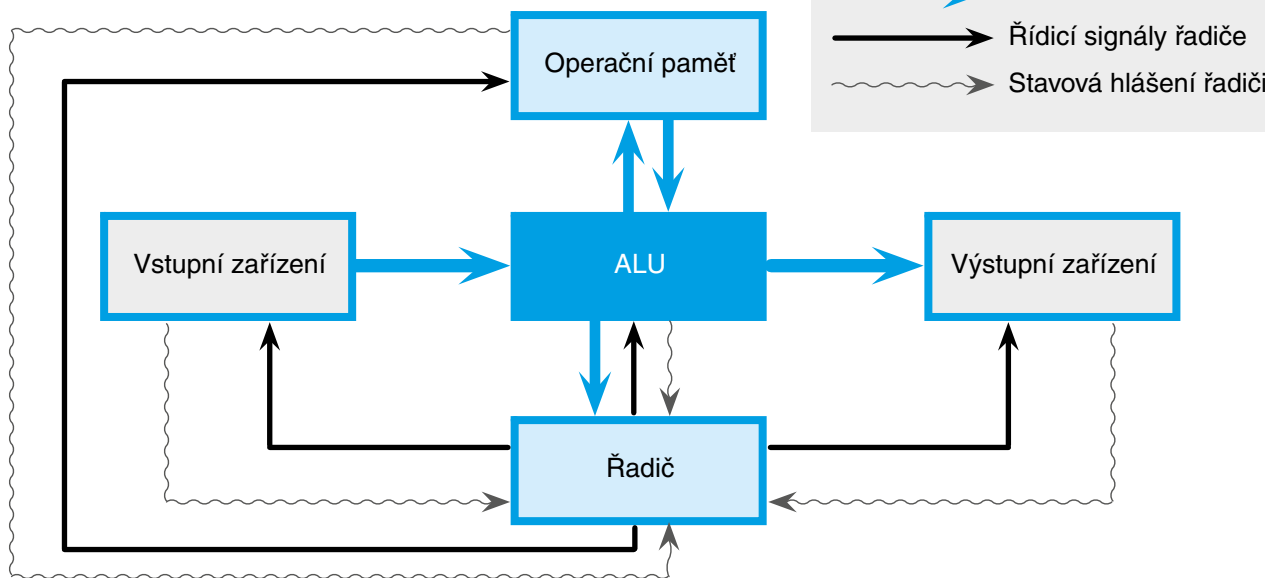 Operační paměť
Řídicí signály řadiče
Stavová hlášení řadiči
Vstupní zařízení
ALU
Výstupní zařízení
Řadič